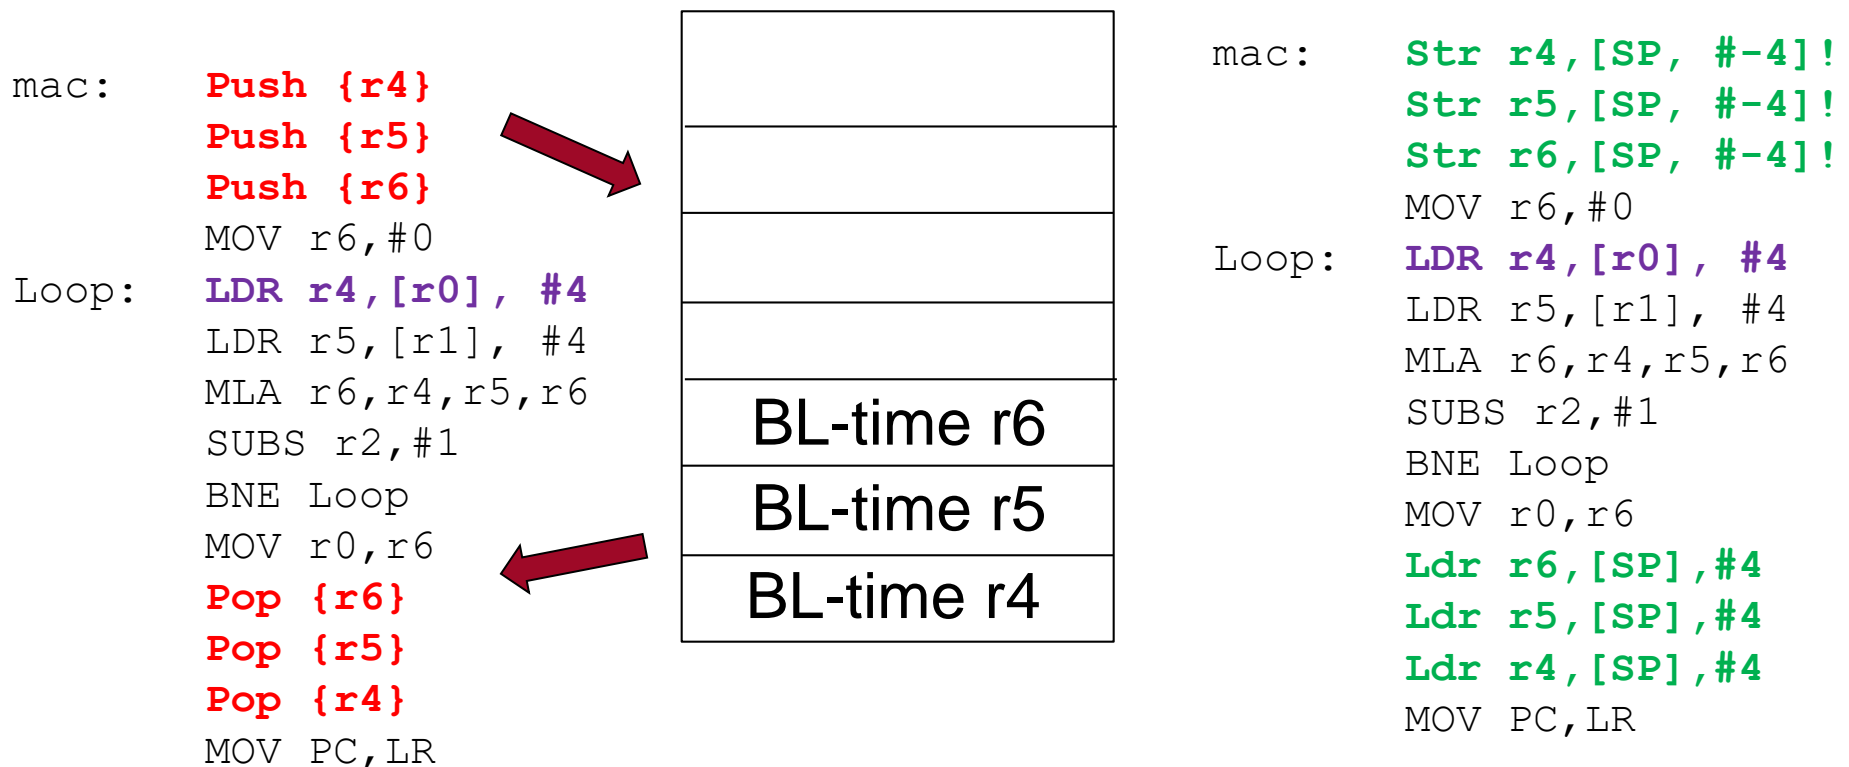 mac: Push {r4}
Push {r5}
Push {r6}
MOV r6,#0
Loop: LDR r4,[r0], #4
LDR r5,[r1], #4
MLA r6,r4,r5,r6
SUBS r2,#1
BNE Loop
MOV r0,r6
Pop {r6}
Pop {r5}
Pop {r4}
MOV PC,LR
BL-time r6
BL-time r5
BL-time r4
mac: Str r4,[SP, #-4]!
Str r5,[SP, #-4]!
Str r6,[SP, #-4]!
MOV r6,#0
Loop: LDR r4,[r0], #4
LDR r5,[r1], #4
MLA r6,r4,r5,r6
SUBS r2,#1
BNE Loop
MOV r0,r6
Ldr r6,[SP],#4
Ldr r5,[SP],#4
Ldr r4,[SP],#4
MOV PC,LR